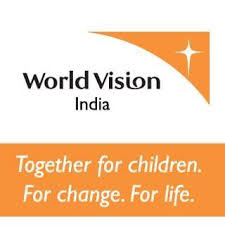 World Vision
India
Together for children.
For change. For life.